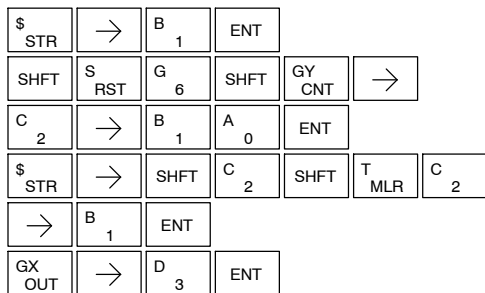 $ STR → B 1 ENT
SHFT S RST G 6 SHFT GY CNT →
C 2 → B 1 A 0 ENT
$ STR → SHFT C 2 SHFT T MLR C 2
→ B 1 ENT
GX OUT → D 3 ENT